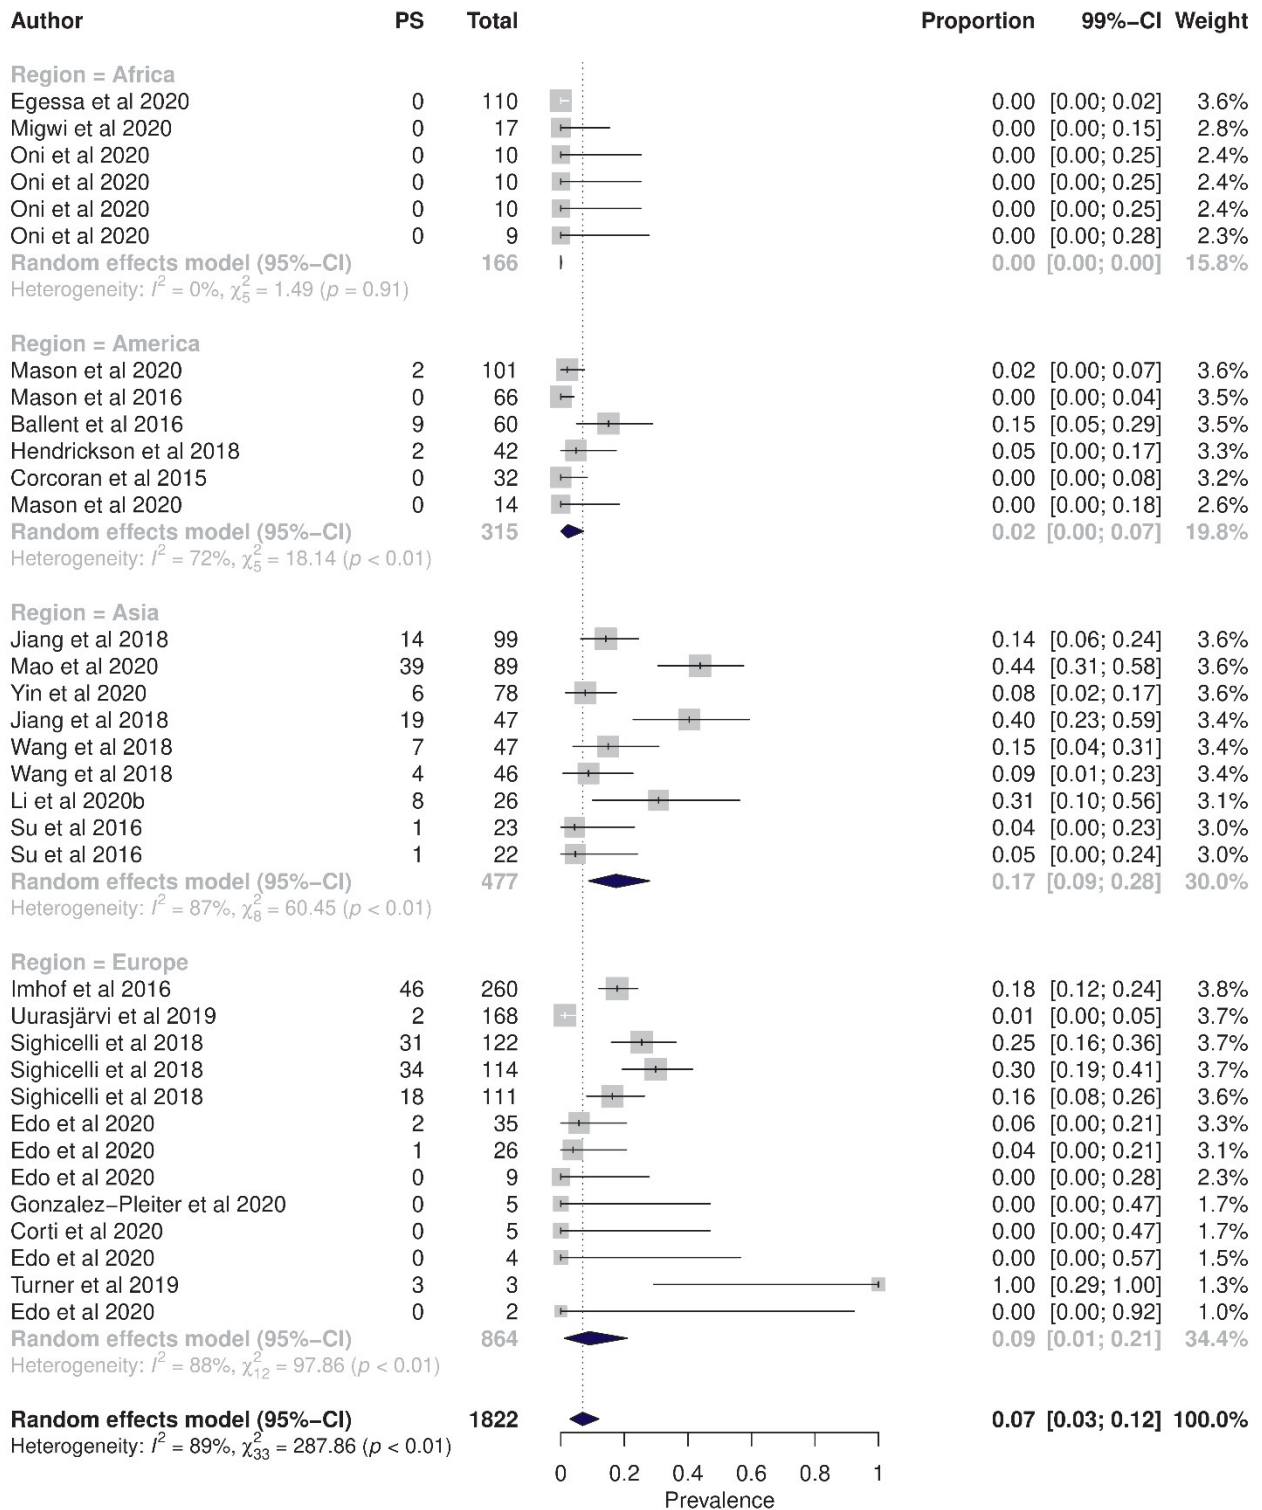 Author PS Total Proportion 99%−CI Weight
Region = Africa
Egessa et al 2020 0 110 0.00 [0.00; 0.02] 3.6%
Migwi et al 2020 0 17 0.00 [0.00; 0.15] 2.8%
Oni et al 2020 0 10 0.00 [0.00; 0.25] 2.4%
Oni et al 2020 0 10 0.00 [0.00; 0.25] 2.4%
Oni et al 2020 0 10 0.00 [0.00; 0.25] 2.4%
Oni et al 2020 0 9 0.00 [0.00; 0.28] 2.3%
Random effects model (95%−CI) 166 0.00 [0.00; 0.00] 15.8%
Heterogeneity: I² = 0%, χ²₅ = 1.49 (p = 0.91)
Region = America
Mason et al 2020 2 101 0.02 [0.00; 0.07] 3.6%
Mason et al 2016 0 66 0.00 [0.00; 0.04] 3.5%
Ballent et al 2016 9 60 0.15 [0.05; 0.29] 3.5%
Hendrickson et al 2018 2 42 0.05 [0.00; 0.17] 3.3%
Corcoran et al 2015 0 32 0.00 [0.00; 0.08] 3.2%
Mason et al 2020 0 14 0.00 [0.00; 0.18] 2.6%
Random effects model (95%−CI) 315 0.02 [0.00; 0.07] 19.8%
Heterogeneity: I² = 72%, χ²₅ = 18.14 (p < 0.01)
Region = Asia
Jiang et al 2018 14 99 0.14 [0.06; 0.24] 3.6%
Mao et al 2020 39 89 0.44 [0.31; 0.58] 3.6%
Yin et al 2020 6 78 0.08 [0.02; 0.17] 3.6%
Jiang et al 2018 19 47 0.40 [0.23; 0.59] 3.4%
Wang et al 2018 7 47 0.15 [0.04; 0.31] 3.4%
Wang et al 2018 4 46 0.09 [0.01; 0.23] 3.4%
Li et al 2020b 8 26 0.31 [0.10; 0.56] 3.1%
Su et al 2016 1 23 0.04 [0.00; 0.23] 3.0%
Su et al 2016 1 22 0.05 [0.00; 0.24] 3.0%
Random effects model (95%−CI) 477 0.17 [0.09; 0.28] 30.0%
Heterogeneity: I² = 87%, χ²₈ = 60.45 (p < 0.01)
Region = Europe
Imhof et al 2016 46 260 0.18 [0.12; 0.24] 3.8%
Uurasjärvi et al 2019 2 168 0.01 [0.00; 0.05] 3.7%
Sighicelli et al 2018 31 122 0.25 [0.16; 0.36] 3.7%
Sighicelli et al 2018 34 114 0.30 [0.19; 0.41] 3.7%
Sighicelli et al 2018 18 111 0.16 [0.08; 0.26] 3.6%
Edo et al 2020 2 35 0.06 [0.00; 0.21] 3.3%
Edo et al 2020 1 26 0.04 [0.00; 0.21] 3.1%
Edo et al 2020 0 9 0.00 [0.00; 0.28] 2.3%
Gonzalez−Pleiter et al 2020 0 5 0.00 [0.00; 0.47] 1.7%
Corti et al 2020 0 5 0.00 [0.00; 0.47] 1.7%
Edo et al 2020 0 4 0.00 [0.00; 0.57] 1.5%
Turner et al 2019 3 3 1.00 [0.29; 1.00] 1.3%
Edo et al 2020 0 2 0.00 [0.00; 0.92] 1.0%
Random effects model (95%−CI) 864 0.09 [0.01; 0.21] 34.4%
Heterogeneity: I² = 88%, χ²₁₂ = 97.86 (p < 0.01)
Random effects model (95%−CI) 1822 0.07 [0.03; 0.12] 100.0%
Heterogeneity: I² = 89%, χ²₃₃ = 287.86 (p < 0.01)
0 0.2 0.4 0.6 0.8 1
Prevalence